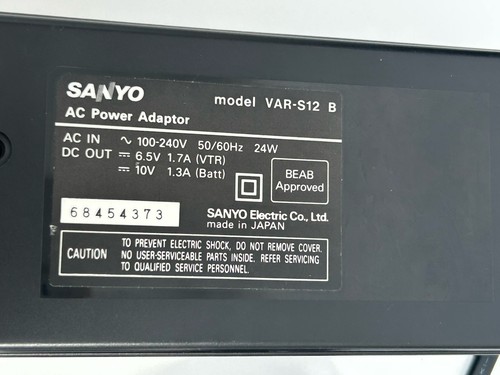 SANYO model VAR-S12 B
AC Power Adaptor
AC IN ~ 100-240V 50/60Hz 24W
DC OUT ⎓ 6.5V 1.7A (VTR)
⎓ 10V 1.3A (Batt)
BEAB
Approved
68454373
SANYO Electric Co., Ltd.
made in JAPAN
CAUTION
TO PREVENT ELECTRIC SHOCK, DO NOT REMOVE COVER.
NO USER-SERVICEABLE PARTS INSIDE. REFER SERVICING
TO QUALIFIED SERVICE PERSONNEL.